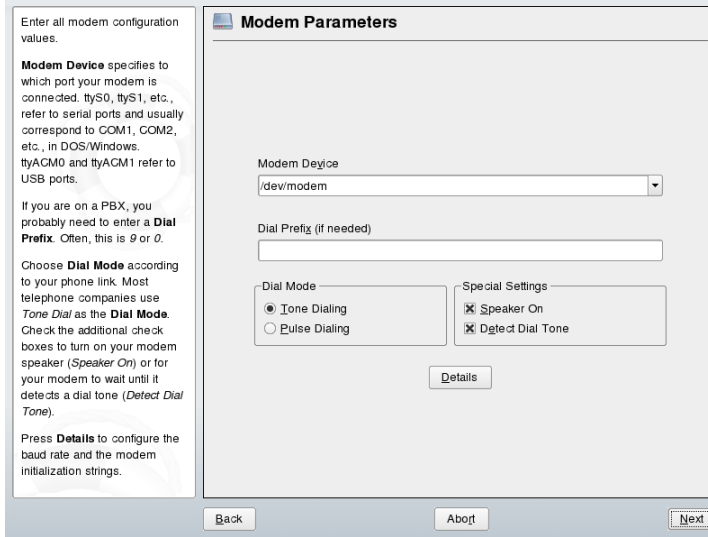 Enter all modem configuration
values.
Modem Device specifies to
which port your modem is
connected. ttyS0, ttyS1, etc.,
refer to serial ports and usually
correspond to COM1, COM2,
etc., in DOS/Windows.
ttyACM0 and ttyACM1 refer to
USB ports.
If you are on a PBX, you
probably need to enter a Dial
Prefix. Often, this is 9 or 0.
Choose Dial Mode according
to your phone link. Most
telephone companies use
Tone Dial as the Dial Mode.
Check the additional check
boxes to turn on your modem
speaker (Speaker On) or for
your modem to wait until it
detects a dial tone (Detect Dial
Tone).
Press Details to configure the
baud rate and the modem
initialization strings.
Modem Parameters
Modem Device
/dev/modem
Dial Prefix (if needed)
Dial Mode
Tone Dialing
Pulse Dialing
Special Settings
Speaker On
Detect Dial Tone
Details
Back
Abort
Next